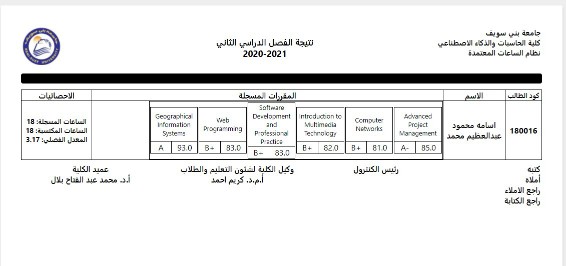 جامعة بني سويف
كلية الحاسبات والذكاء الاصطناعي
نظام الساعات المعتمدة
نتيجة الفصل الدراسي الثاني
2020-2021
كود الطالب الاسم المقررات المسجلة الاحصائيات
180016
اسامه محمود
عبدالعظيم محمد
Geographical Information Systems
A 93.0
Web Programming
B+ 83.0
Software Development and Professional Practice
B+ 83.0
Introduction to Multimedia Technology
B+ 82.0
Computer Networks
B+ 81.0
Advanced Project Management
A- 85.0
الساعات المسجلة: 18
الساعات المكتسبة: 18
المعدل الفصلي: 3.17
كتبه
أملاه
راجع الاملاء
راجع الكتابة
رئيس الكنترول
وكيل الكلية لشئون التعليم والطلاب
أ.م.د. كريم احمد
عميد الكلية
أ.د. محمد عبد الفتاح بلال